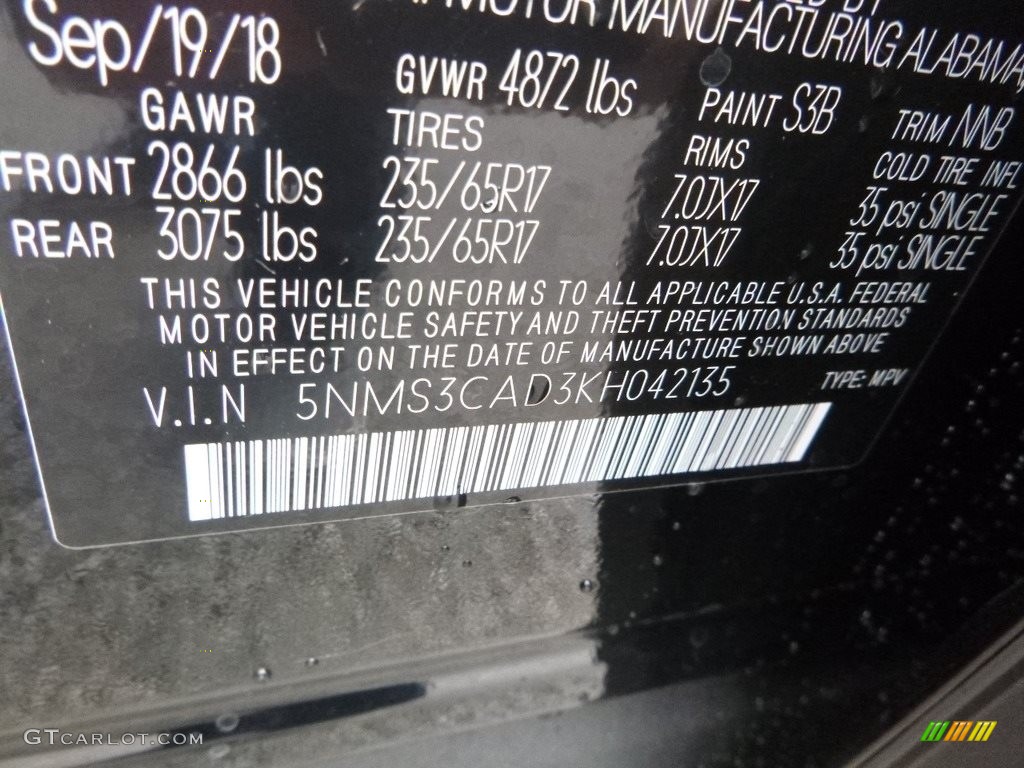 MOTOR MANUFACTURING ALABAMA,
Sep/19/18 GVWR 4872 lbs PAINT S3B TRIM NNB
GAWR TIRES RIMS COLD TIRE INFL
FRONT 2866 lbs 235/65R17 7.0JX17 35 psi SINGLE
REAR 3075 lbs 235/65R17 7.0JX17 35 psi SINGLE
THIS VEHICLE CONFORMS TO ALL APPLICABLE U.S.A. FEDERAL
MOTOR VEHICLE SAFETY AND THEFT PREVENTION STANDARDS
IN EFFECT ON THE DATE OF MANUFACTURE SHOWN ABOVE
V.I.N 5NMS3CAD3KH042135 TYPE: MPV
GTCARLOT.COM